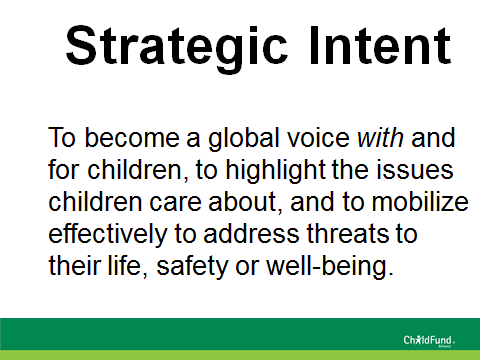 Strategic Intent
To become a global voice with and
for children, to highlight the issues
children care about, and to mobilize
effectively to address threats to
their life, safety or well-being.
ChildFund
Alliance